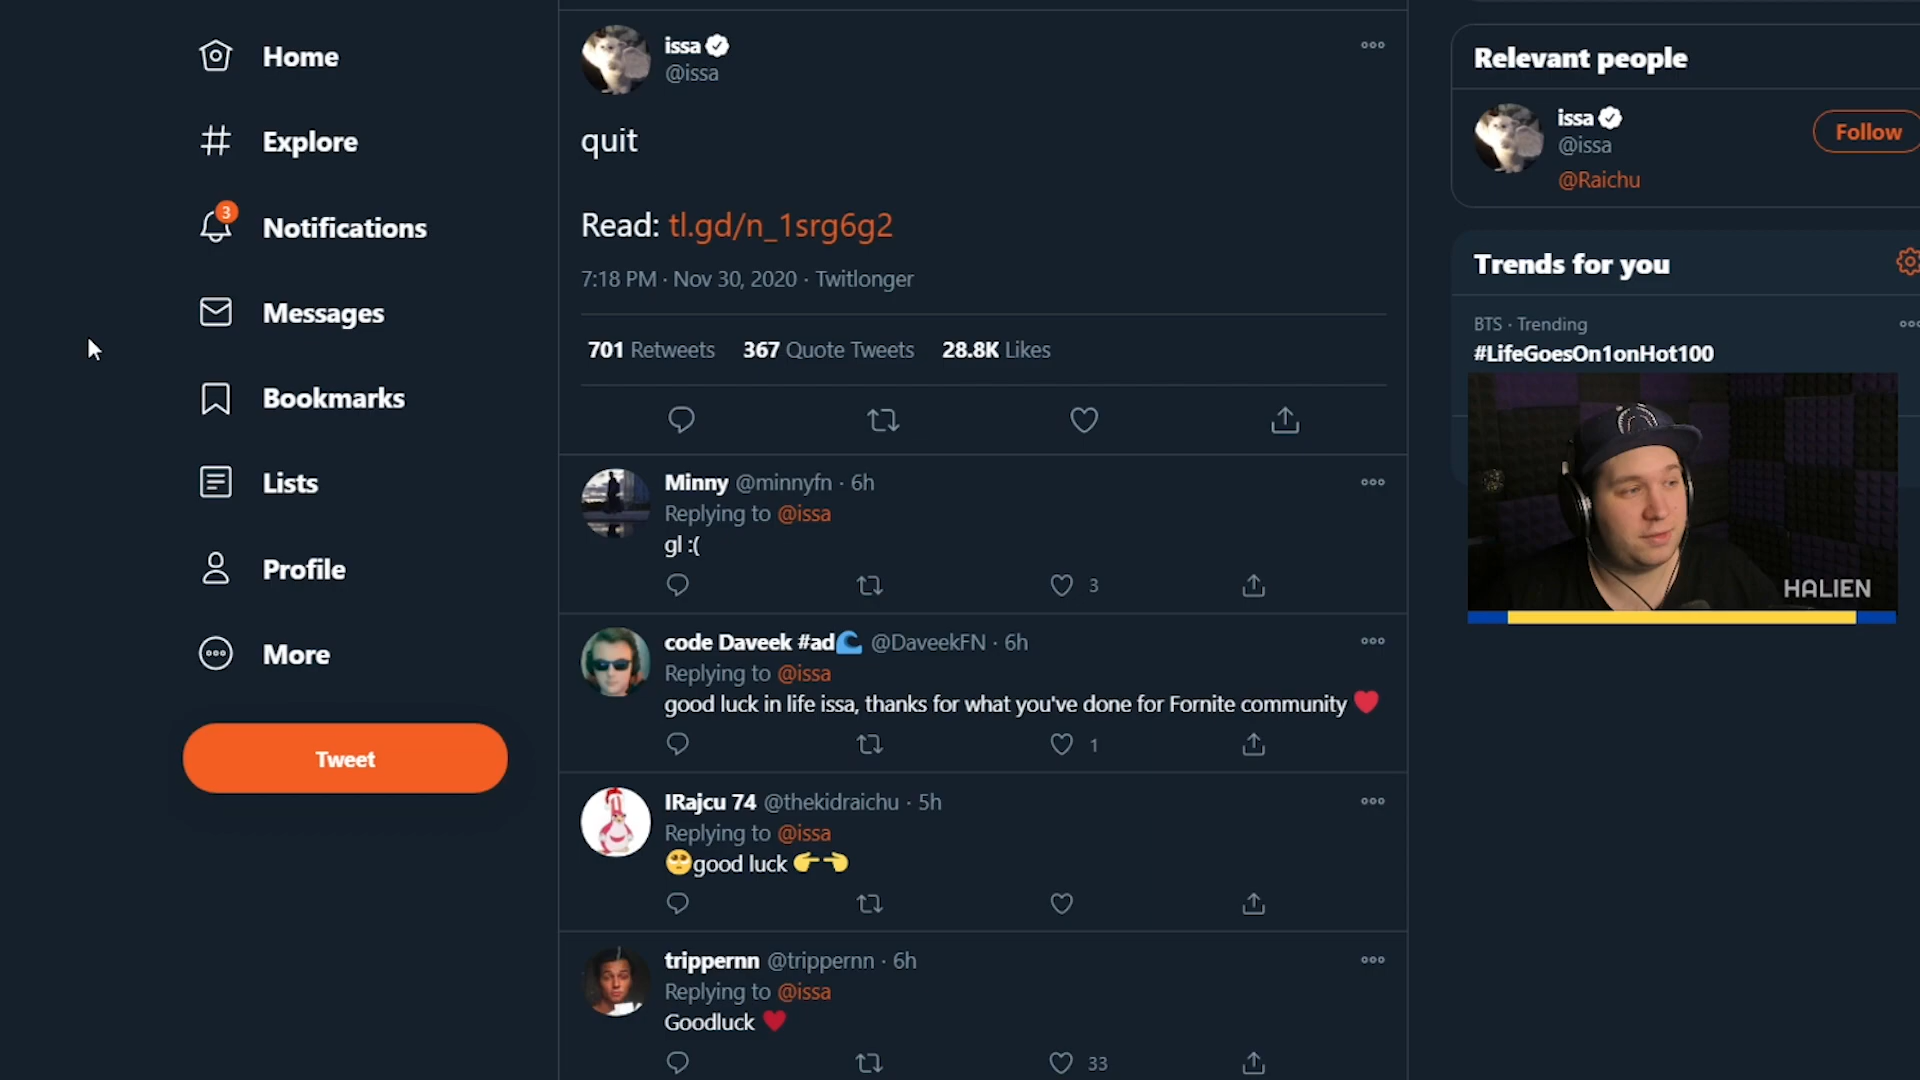 Home
Explore
3
Notifications
Messages
Bookmarks
Lists
Profile
More
Tweet
issa
@issa
quit
Read: tl.gd/n_1srg6g2
7:18 PM · Nov 30, 2020 · Twitlonger
701 Retweets 367 Quote Tweets 28.8K Likes
Minny @minnyfn · 6h
Replying to @issa
gl :(
3
code Daveek #ad🌊 @DaveekFN · 6h
Replying to @issa
good luck in life issa, thanks for what you've done for Fornite community ♥
1
IRajcu 74 @thekidraichu · 5h
Replying to @issa
🥺good luck 👉👈
trippernn @trippernn · 6h
Replying to @issa
Goodluck ♥
33
Relevant people
issa
@issa
Follow
@Raichu
Trends for you
BTS · Trending
#LifeGoesOn1onHot100
HALIEN